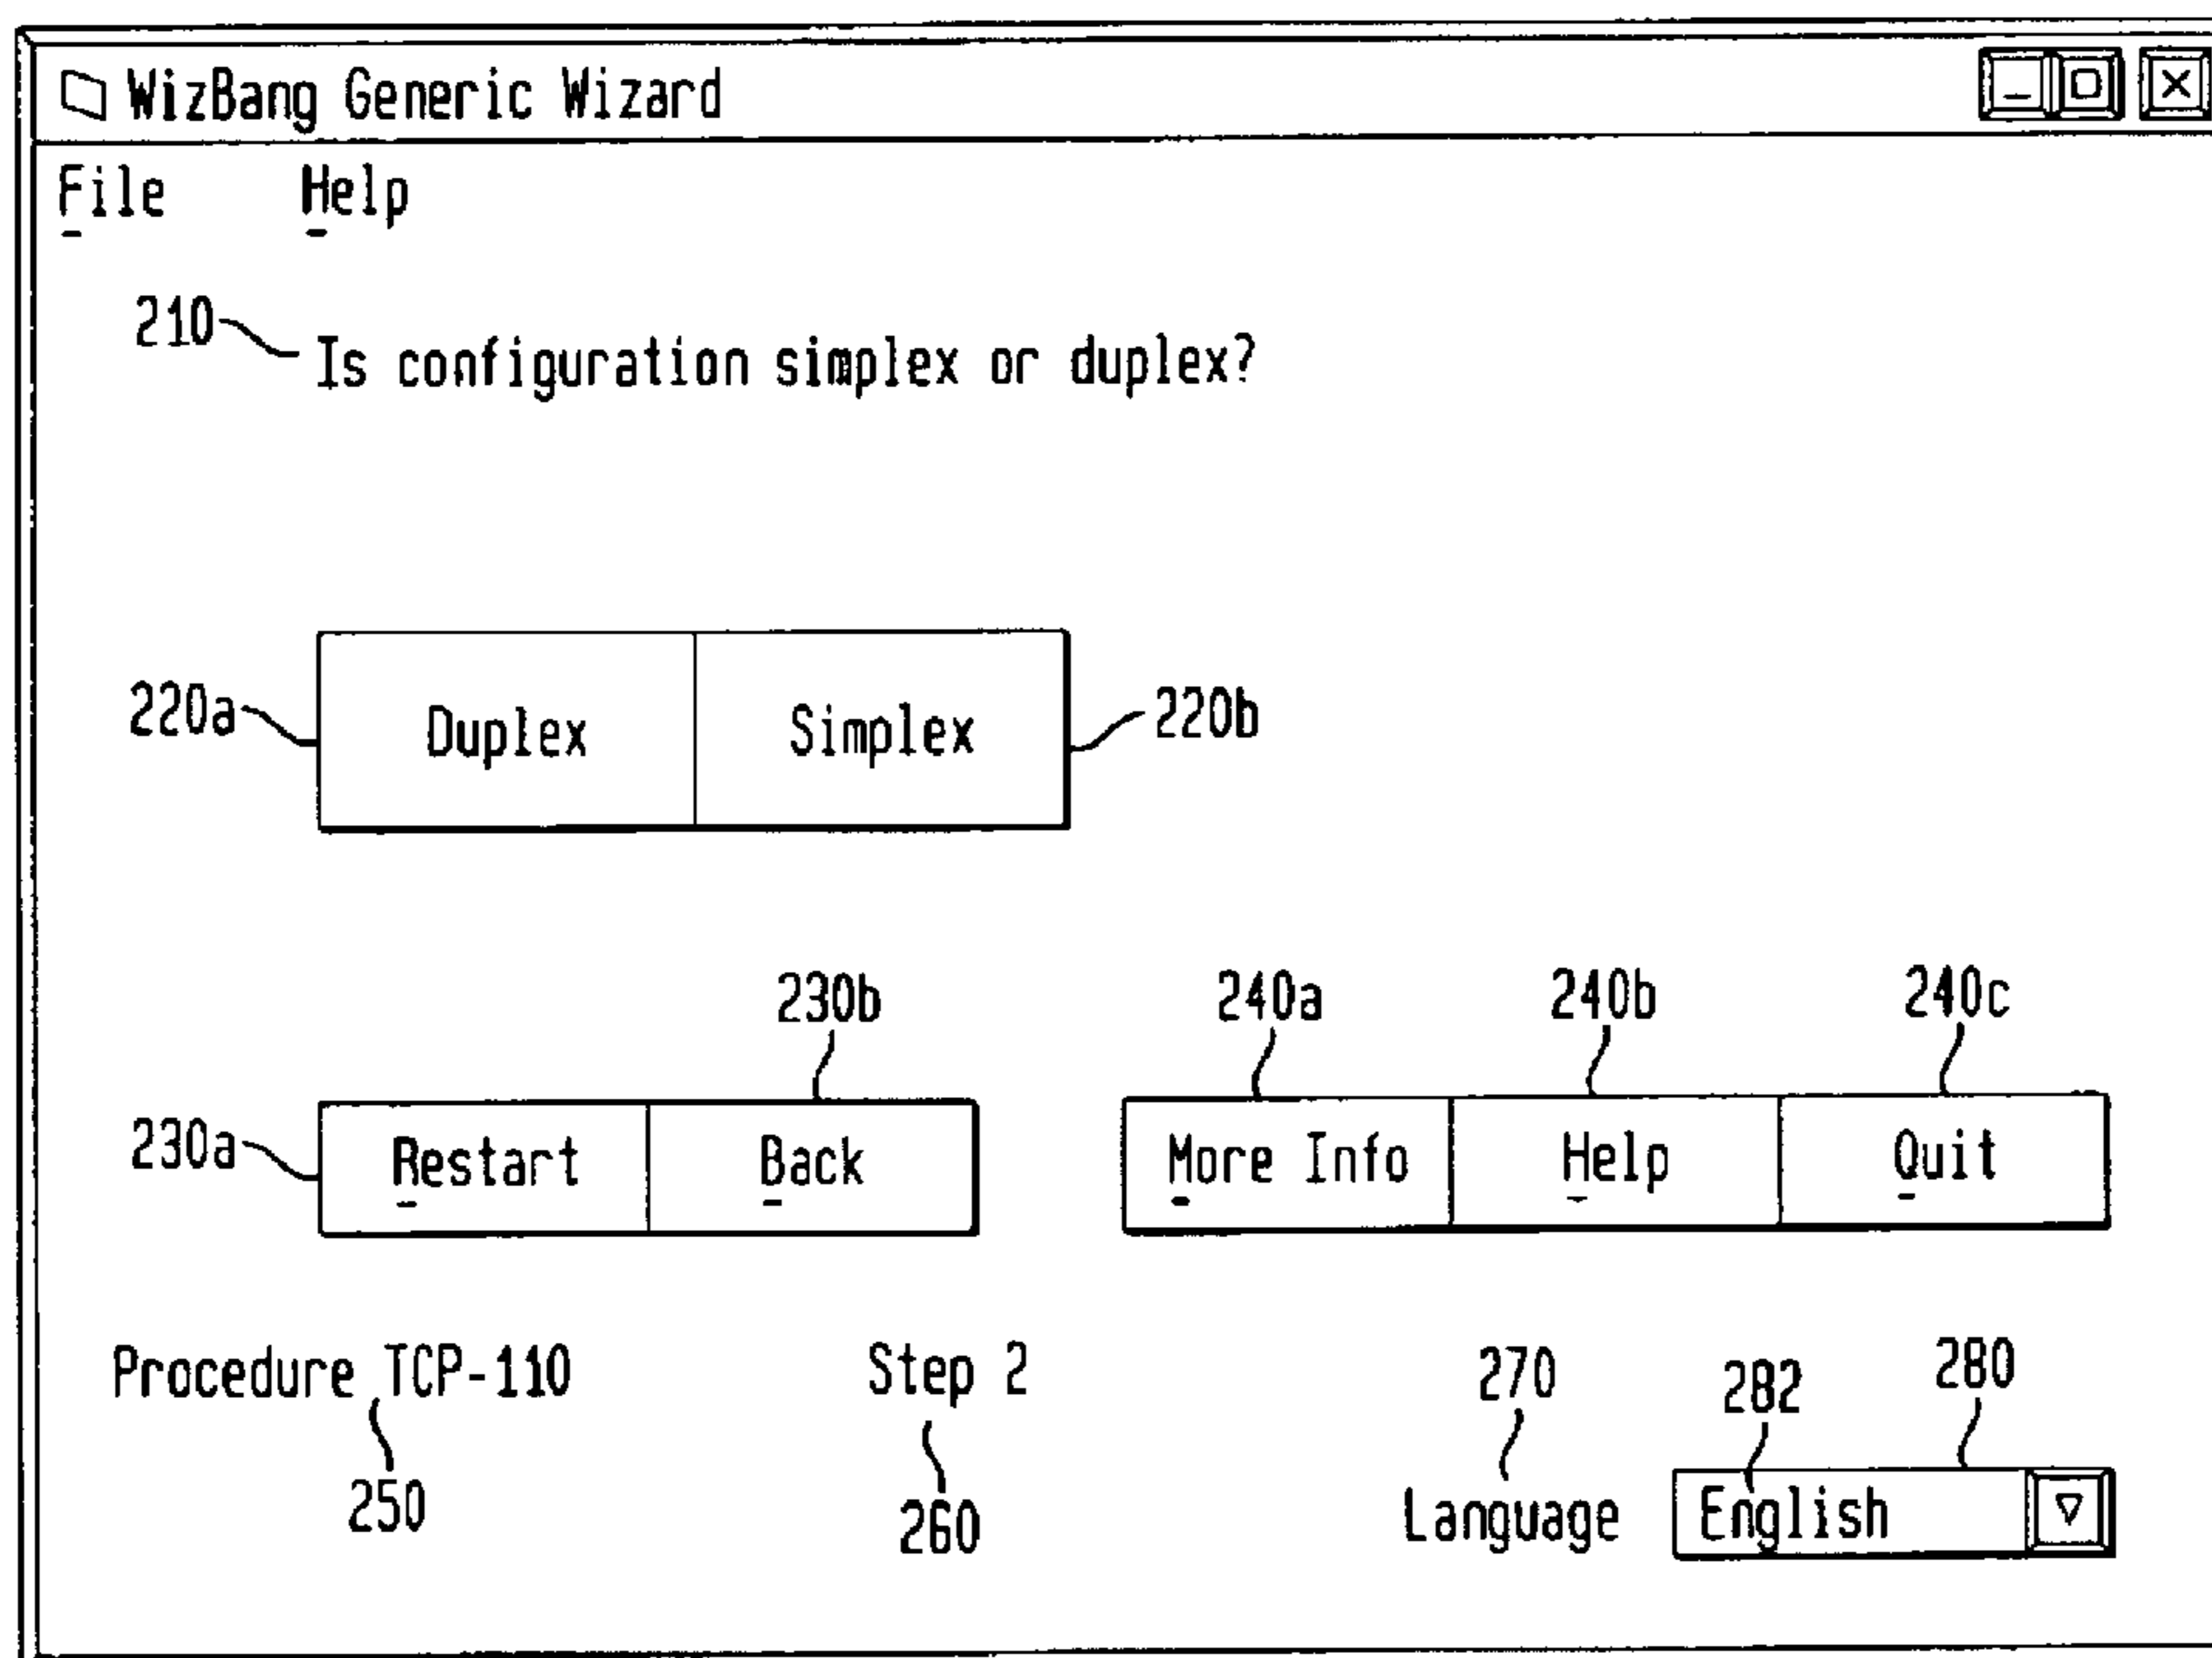 WizBang Generic Wizard
File Help
210 Is configuration simplex or duplex?
220a Duplex Simplex 220b
230b 240a 240b 240c
230a Restart Back More Info Help Quit
Procedure TCP-110 Step 2 270 282 280
250 260 Language English